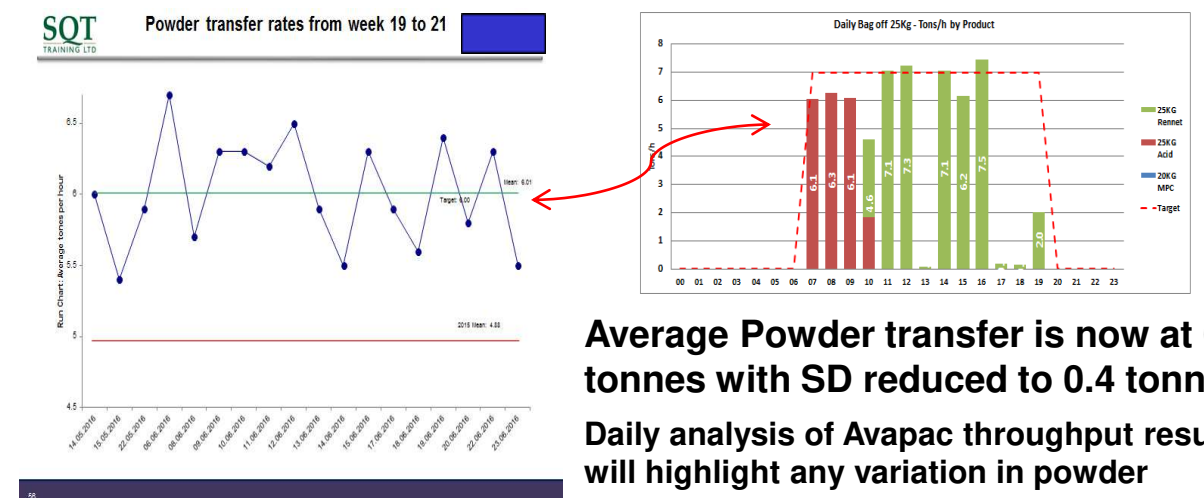 SQT
TRAINING LTD
Powder transfer rates from week 19 to 21
Run Chart: Average tonnes per hour
6.5
6
5.5
5
4.5
Mean: 6.01
Target: 6.00
2015 Mean: 4.88
14.05.2016
15.05.2016
22.05.2016
06.06.2016
08.06.2016
09.06.2016
10.06.2016
11.06.2016
12.06.2016
13.06.2016
14.06.2016
15.06.2016
17.06.2016
18.06.2016
19.06.2016
20.06.2016
22.06.2016
23.06.2016
56
Daily Bag off 25Kg - Tons/h by Product
Tons/h
8
7
6
5
4
3
2
1
0
6.1
6.3
6.1
4.6
7.1
7.3
7.1
6.2
7.5
2.0
00 01 02 03 04 05 06 07 08 09 10 11 12 13 14 15 16 17 18 19 20 21 22 23
25KG
Rennet
25KG
Acid
20KG
MPC
Target
Average Powder transfer is now at
tonnes with SD reduced to 0.4 tonn
Daily analysis of Avapac throughput resu
will highlight any variation in powder